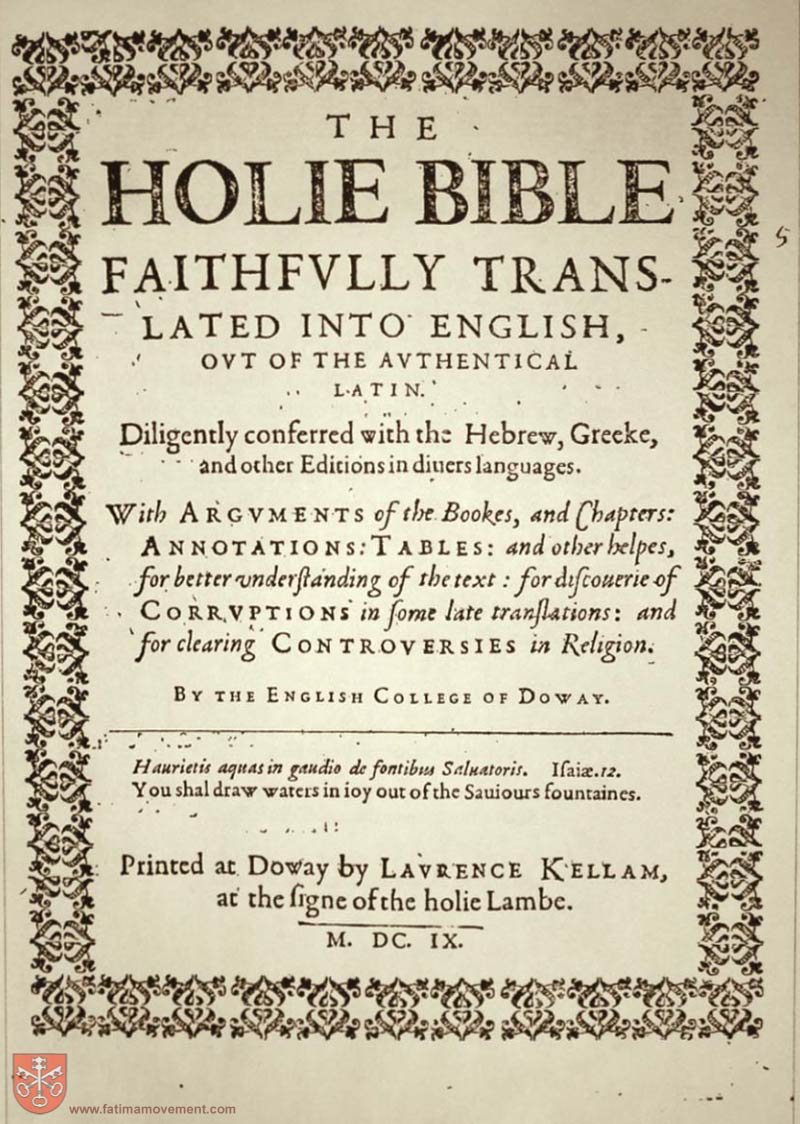 THE
HOLIE BIBLE
FAITHFVLLY TRANS-
LATED INTO ENGLISH,
OVT OF THE AVTHENTICAL
LATIN.
Diligently conferred with the Hebrew, Greeke,
and other Editions in diuers languages.
With ARGVMENTS of the Bookes, and Chapters:
ANNOTATIONS: TABLES: and other helpes,
for better vnderſtanding of the text: for diſcouerie of
CORRVPTIONS in ſome late tranſlations: and
for clearing CONTROVERSIES in Religion.
BY THE ENGLISH COLLEGE OF DOWAY.
Haurietis aquas in gaudio de fontibus Saluatoris. Iſaiæ.12.
You shal draw waters in ioy out of the Sauiours fountaines.
Printed at Doway by LAVRENCE KELLAM,
at the ſigne of the holie Lambe.
M. DC. IX.
5
www.fatimamovement.com